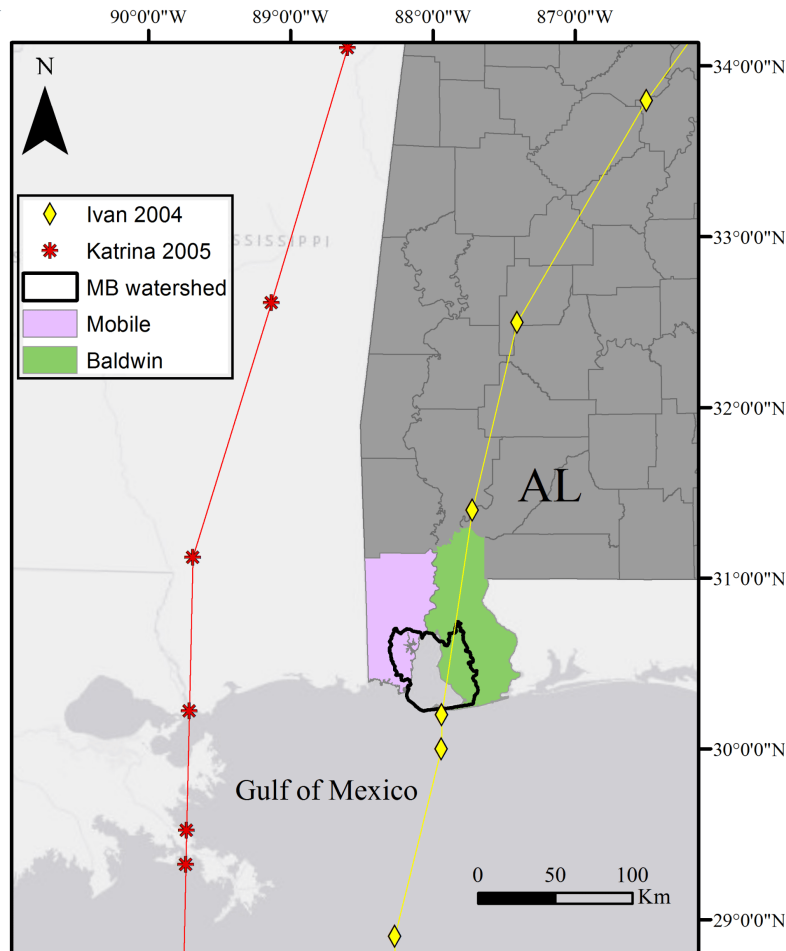 90°0'0"W 89°0'0"W 88°0'0"W 87°0'0"W
N
34°0'0"N
33°0'0"N
32°0'0"N
31°0'0"N
30°0'0"N
29°0'0"N
Ivan 2004
Katrina 2005
MB watershed
Mobile
Baldwin
SSISSIPPI
AL
Gulf of Mexico
0 50 100
Km